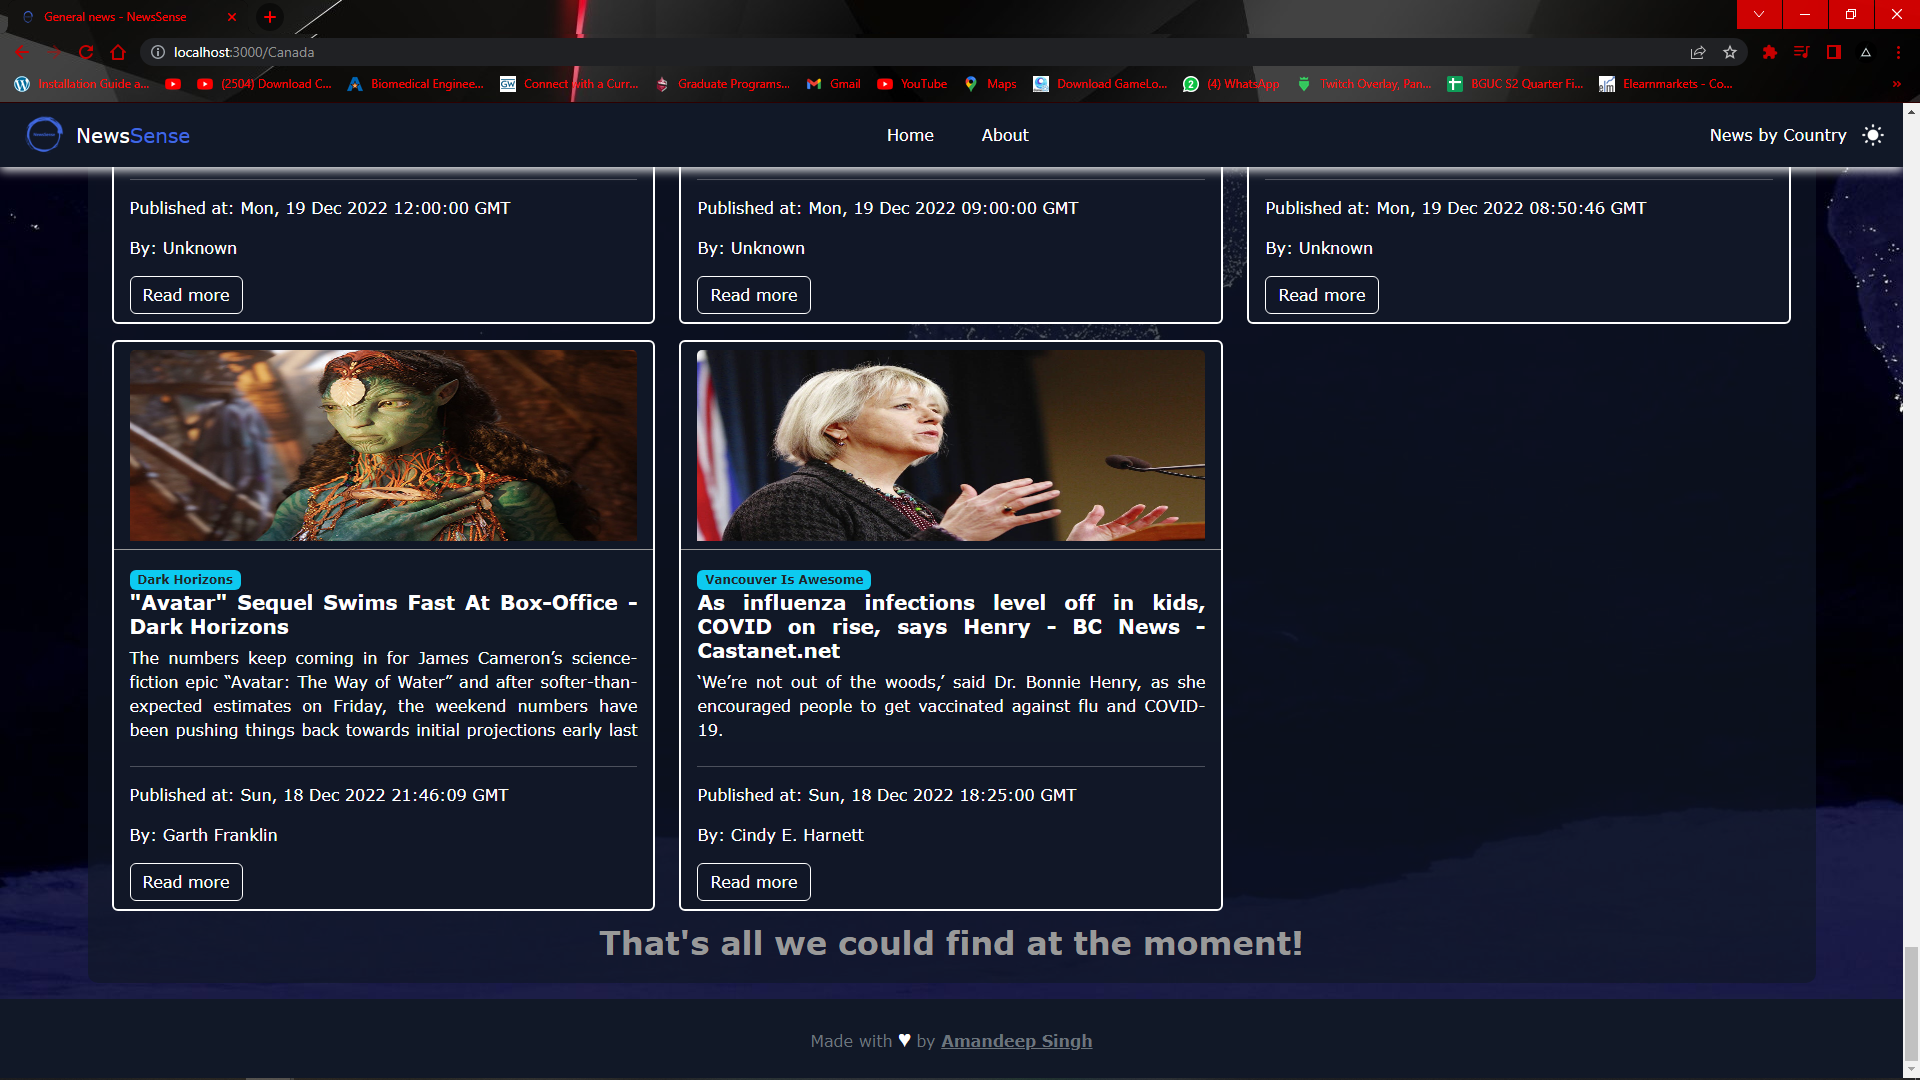 General news - NewsSense
localhost:3000/Canada
Installation Guide a...
(2504) Download C...
Biomedical Enginee...
Connect with a Curr...
Graduate Programs...
Gmail
YouTube
Maps
Download GameLo...
(4) WhatsApp
Twitch Overlay, Pan...
BGUC S2 Quarter Fi...
Elearnmarkets - Co...
NewsSense
Home
About
News by Country
Published at: Mon, 19 Dec 2022 12:00:00 GMT
By: Unknown
Read more
Published at: Mon, 19 Dec 2022 09:00:00 GMT
By: Unknown
Read more
Published at: Mon, 19 Dec 2022 08:50:46 GMT
By: Unknown
Read more
Dark Horizons
"Avatar" Sequel Swims Fast At Box-Office -
Dark Horizons
The numbers keep coming in for James Cameron’s science-
fiction epic “Avatar: The Way of Water” and after softer-than-
expected estimates on Friday, the weekend numbers have
been pushing things back towards initial projections early last
Published at: Sun, 18 Dec 2022 21:46:09 GMT
By: Garth Franklin
Read more
Vancouver Is Awesome
As influenza infections level off in kids,
COVID on rise, says Henry - BC News -
Castanet.net
‘We’re not out of the woods,’ said Dr. Bonnie Henry, as she
encouraged people to get vaccinated against flu and COVID-
19.
Published at: Sun, 18 Dec 2022 18:25:00 GMT
By: Cindy E. Harnett
Read more
That's all we could find at the moment!
Made with ♥ by Amandeep Singh